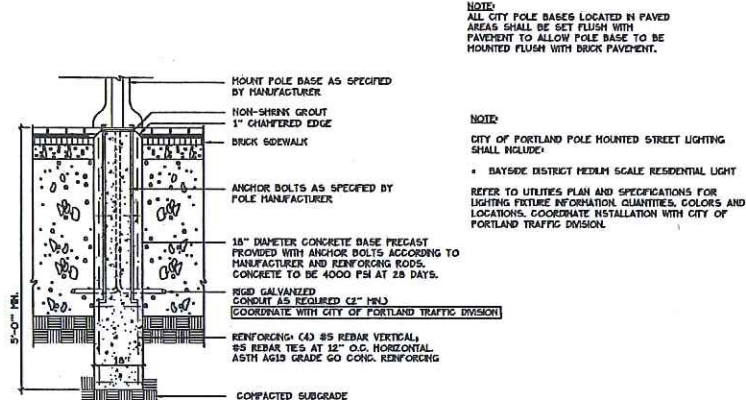 NOTE:
ALL CITY POLE BASES LOCATED IN PAVED
AREAS SHALL BE SET FLUSH WITH
PAVEMENT TO ALLOW POLE BASE TO BE
MOUNTED FLUSH WITH BRICK PAVEMENT.
MOUNT POLE BASE AS SPECIFIED
BY MANUFACTURER
NON-SHRINK GROUT
1" CHAMFERED EDGE
BRICK SIDEWALK
ANCHOR BOLTS AS SPECIFIED BY
POLE MANUFACTURER
18" DIAMETER CONCRETE BASE PRECAST
PROVIDED WITH ANCHOR BOLTS ACCORDING TO
MANUFACTURER AND REINFORCING RODS.
CONCRETE TO BE 4000 PSI AT 28 DAYS.
RIGID GALVANIZED
CONDUIT AS REQUIRED (2" MIN.)
COORDINATE WITH CITY OF PORTLAND TRAFFIC DIVISION
REINFORCING: (4) #5 REBAR VERTICAL;
#5 REBAR TIES AT 12" O.C. HORIZONTAL.
ASTM A615 GRADE 60 CONC. REINFORCING
COMPACTED SUBGRADE
5'-0" MIN.
18"
NOTE:
CITY OF PORTLAND POLE MOUNTED STREET LIGHTING
SHALL INCLUDE:
• BAYSIDE DISTRICT MEDIUM SCALE RESIDENTIAL LIGHT
REFER TO UTILITIES PLAN AND SPECIFICATIONS FOR
LIGHTING FIXTURE INFORMATION, QUANTITIES, COLORS AND
LOCATIONS. COORDINATE INSTALLATION WITH CITY OF
PORTLAND TRAFFIC DIVISION.